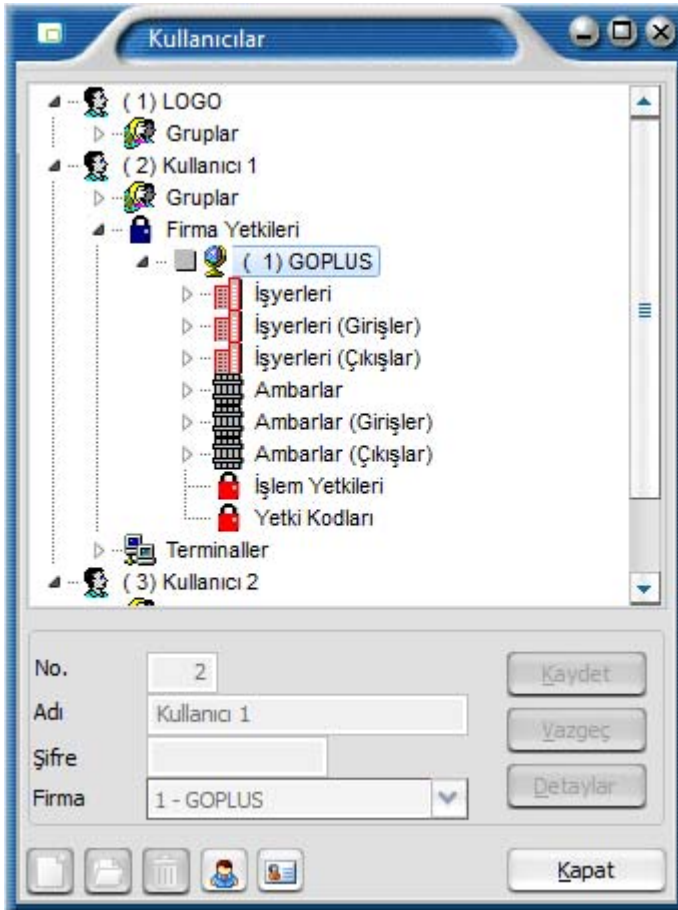 Kullanıcılar
( 1) LOGO
Gruplar
( 2) Kullanıcı 1
Gruplar
Firma Yetkileri
( 1) GOPLUS
İşyerleri
İşyerleri (Girişler)
İşyerleri (Çıkışlar)
Ambarlar
Ambarlar (Girişler)
Ambarlar (Çıkışlar)
İşlem Yetkileri
Yetki Kodları
Terminaller
( 3) Kullanıcı 2
No. 2 Kaydet
Adı Kullanıcı 1 Vazgeç
Şifre
Detaylar
Firma 1 - GOPLUS
Kapat